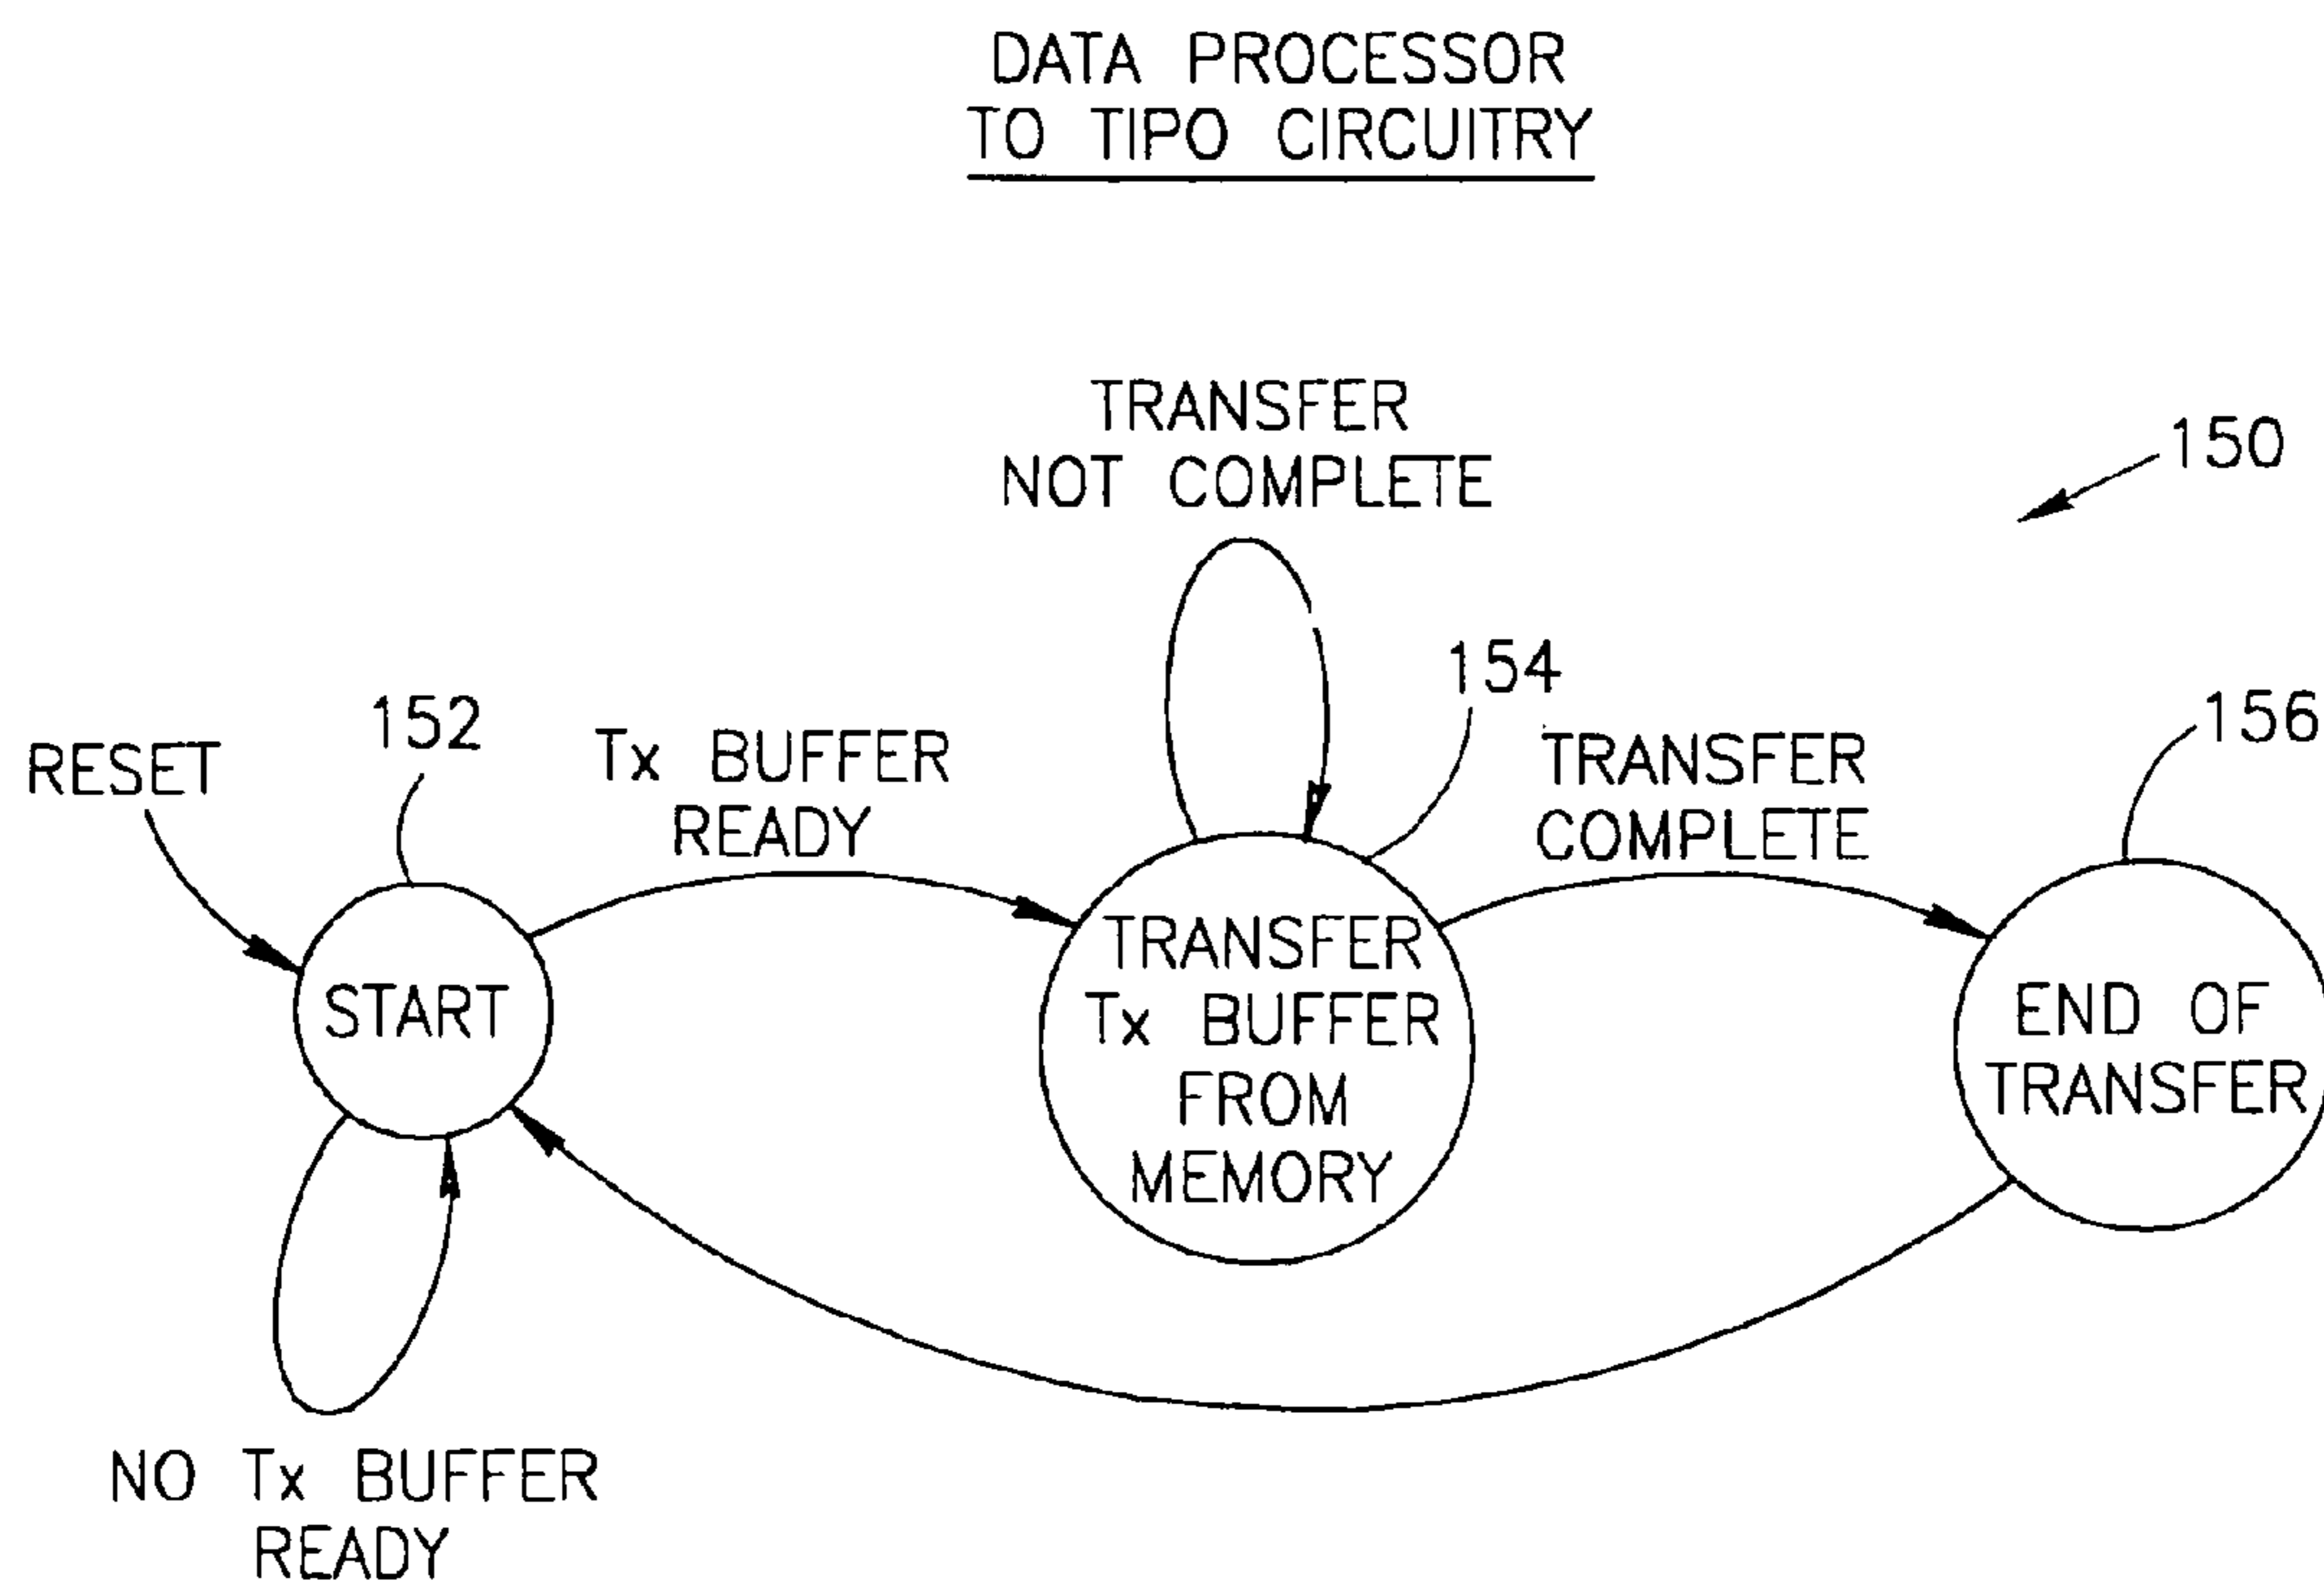 DATA PROCESSOR
TO TIPO CIRCUITRY
TRANSFER
NOT COMPLETE
150
154
156
152
RESET
Tx BUFFER
READY
TRANSFER
COMPLETE
START
TRANSFER
Tx BUFFER
FROM
MEMORY
END OF
TRANSFER
NO Tx BUFFER
READY